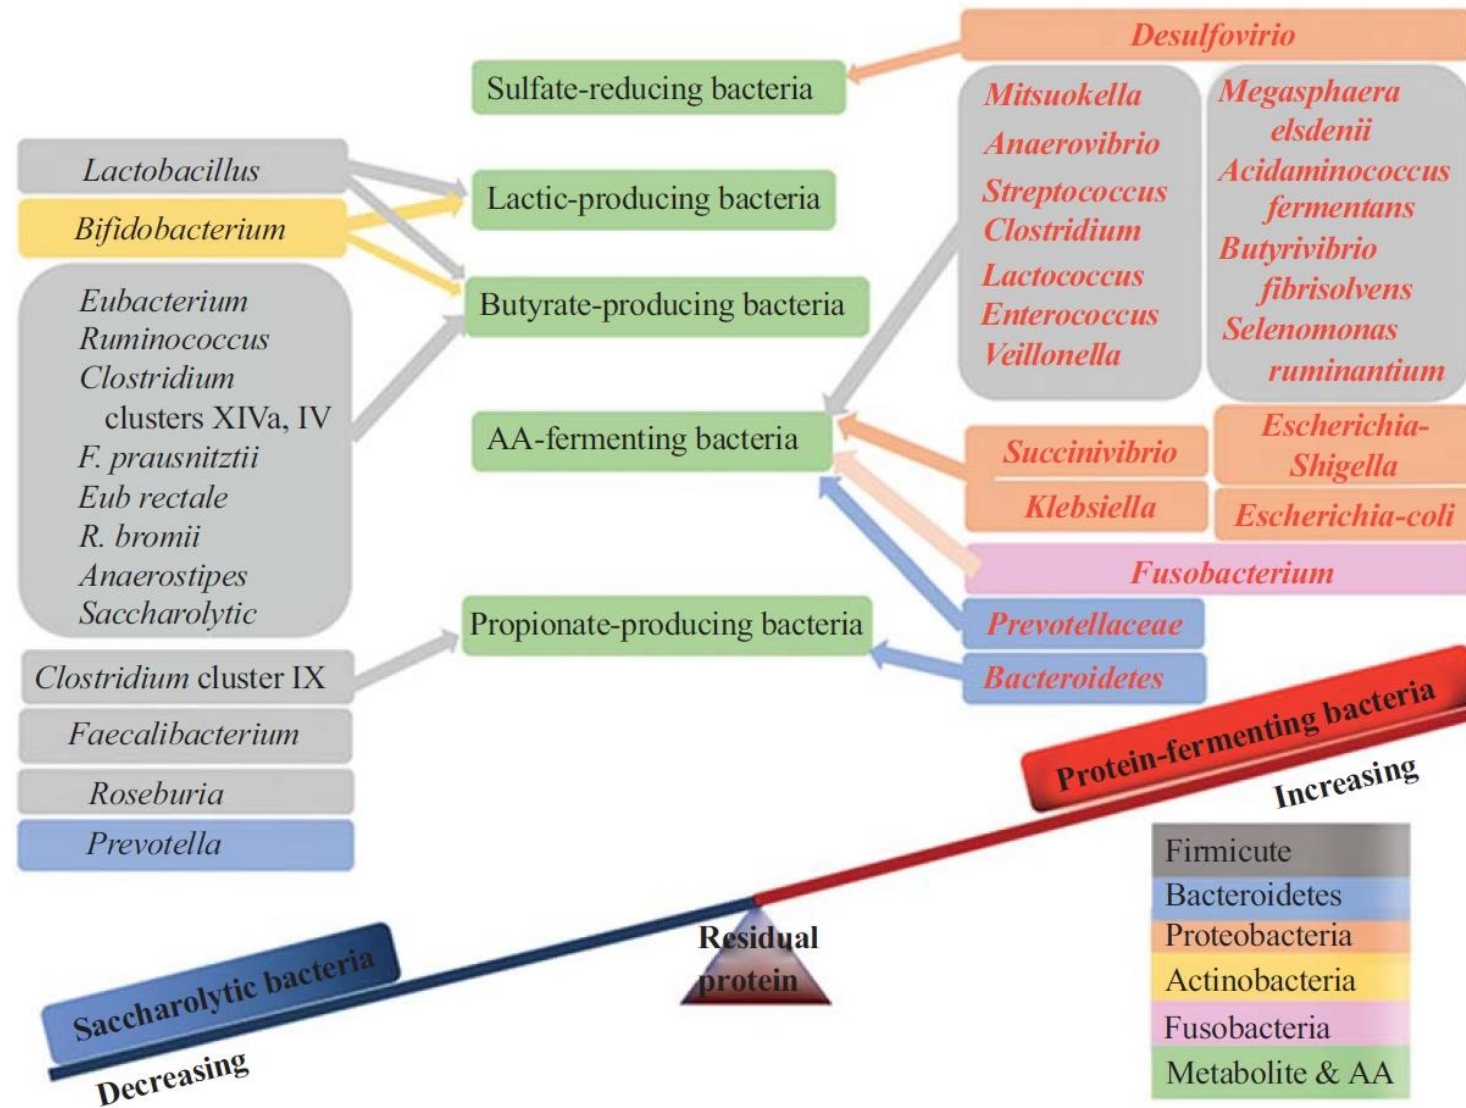 Desulfovirio
Sulfate-reducing bacteria
Mitsuokella
Anaerovibrio
Streptococcus
Clostridium
Lactococcus
Enterococcus
Veillonella
Megasphaera
elsdenii
Acidaminococcus
fermentans
Butyrivibrio
fibrisolvens
Selenomonas
ruminantium
Lactobacillus
Bifidobacterium
Lactic-producing bacteria
Eubacterium
Ruminococcus
Clostridium
clusters XIVa, IV
F. prausnitztii
Eub rectale
R. bromii
Anaerostipes
Saccharolytic
Butyrate-producing bacteria
AA-fermenting bacteria
Succinivibrio
Klebsiella
Escherichia-
Shigella
Escherichia-coli
Fusobacterium
Propionate-producing bacteria
Prevotellaceae
Bacteroidetes
Clostridium cluster IX
Faecalibacterium
Roseburia
Prevotella
Protein-fermenting bacteria
Increasing
Residual
protein
Saccharolytic bacteria
Decreasing
Firmicute
Bacteroidetes
Proteobacteria
Actinobacteria
Fusobacteria
Metabolite & AA